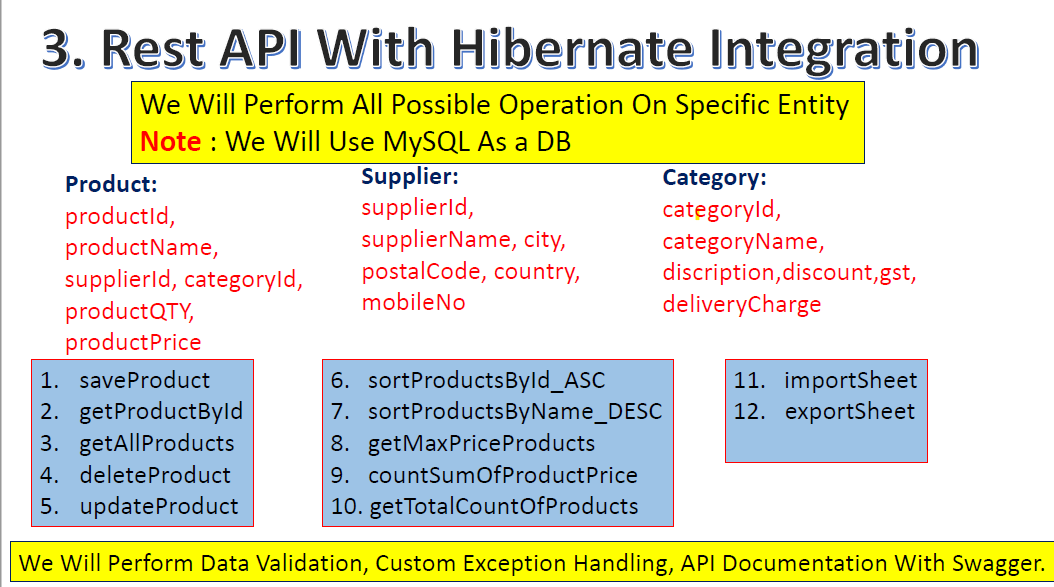 3. Rest API With Hibernate Integration
We Will Perform All Possible Operation On Specific Entity
Note : We Will Use MySQL As a DB
Product:
productId,
productName,
supplierId, categoryId,
productQTY,
productPrice
Supplier:
supplierId,
supplierName, city,
postalCode, country,
mobileNo
Category:
categoryId,
categoryName,
discription,discount,gst,
deliveryCharge
1. saveProduct
2. getProductById
3. getAllProducts
4. deleteProduct
5. updateProduct
6. sortProductsById_ASC
7. sortProductsByName_DESC
8. getMaxPriceProducts
9. countSumOfProductPrice
10. getTotalCountOfProducts
11. importSheet
12. exportSheet
We Will Perform Data Validation, Custom Exception Handling, API Documentation With Swagger.